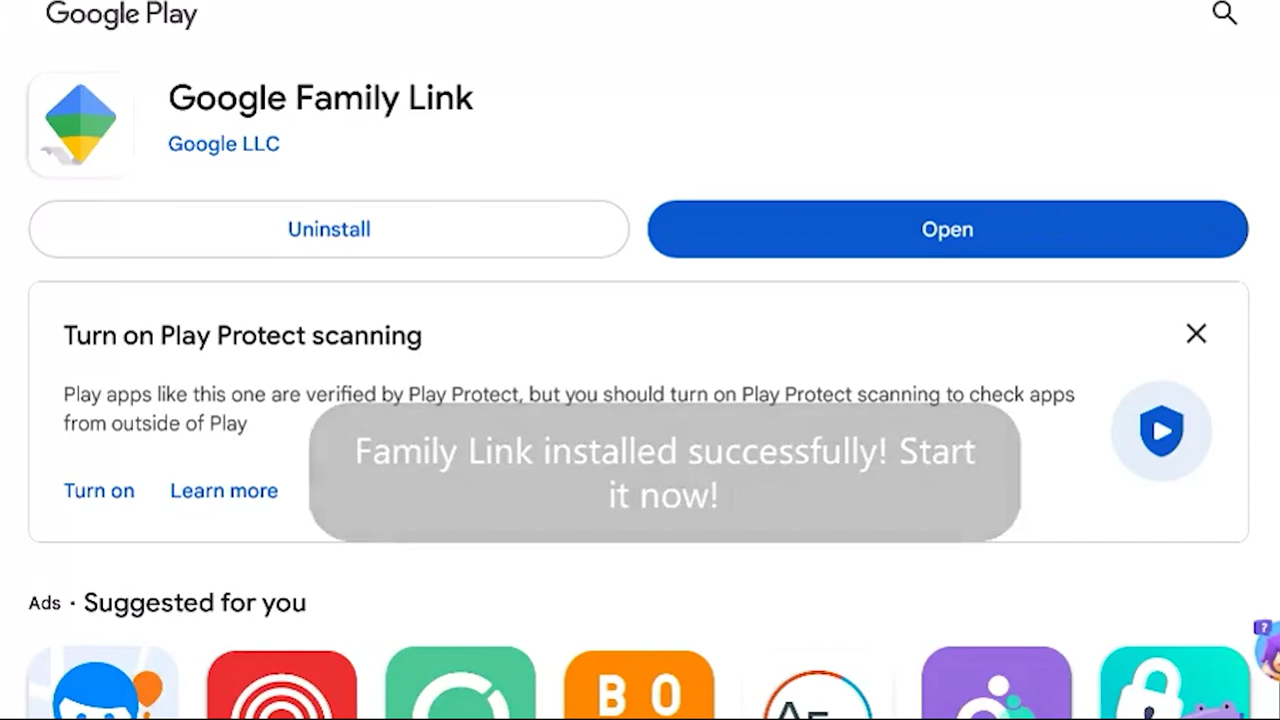 Google Play
Google Family Link
Google LLC
Uninstall
Open
Turn on Play Protect scanning
Play apps like this one are verified by Play Protect, but you should turn on Play Protect scanning to check apps
from outside of Play
Family Link installed successfully! Start
it now!
Turn on
Learn more
Ads · Suggested for you
B O